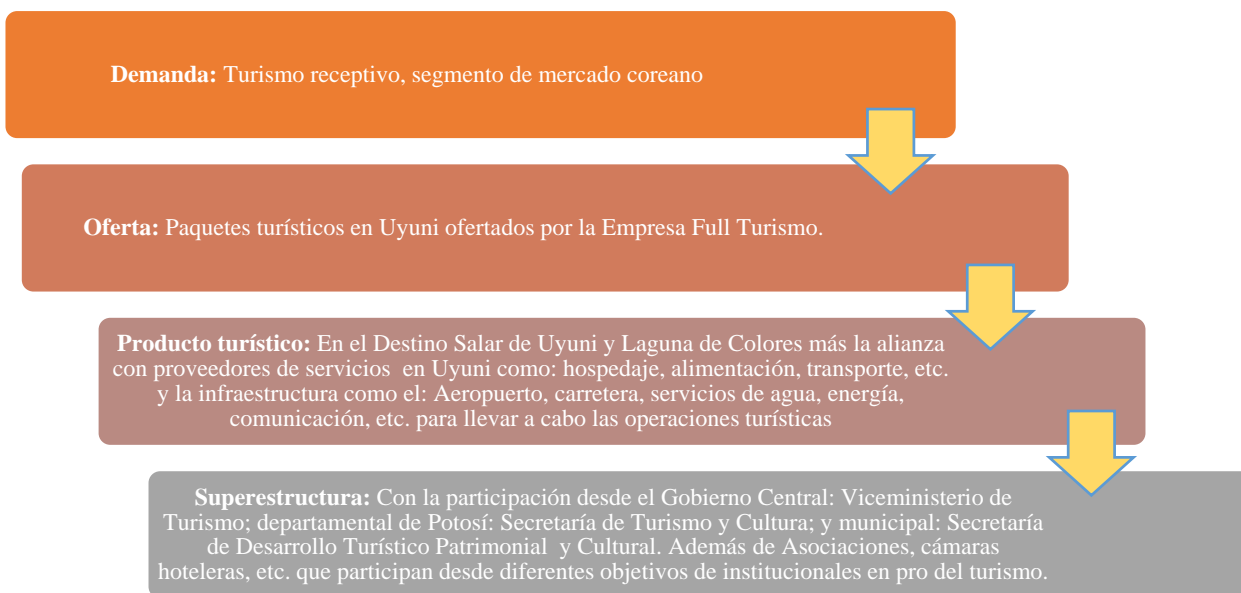 Demanda: Turismo receptivo, segmento de mercado coreano
Oferta: Paquetes turísticos en Uyuni ofertados por la Empresa Full Turismo.
Producto turístico: En el Destino Salar de Uyuni y Laguna de Colores más la alianza
con proveedores de servicios en Uyuni como: hospedaje, alimentación, transporte, etc.
y la infraestructura como el: Aeropuerto, carretera, servicios de agua, energía,
comunicación, etc. para llevar a cabo las operaciones turísticas
Superestructura: Con la participación desde el Gobierno Central: Viceministerio de
Turismo; departamental de Potosí: Secretaría de Turismo y Cultura; y municipal: Secretaría
de Desarrollo Turístico Patrimonial y Cultural. Además de Asociaciones, cámaras
hoteleras, etc. que participan desde diferentes objetivos de institucionales en pro del turismo.